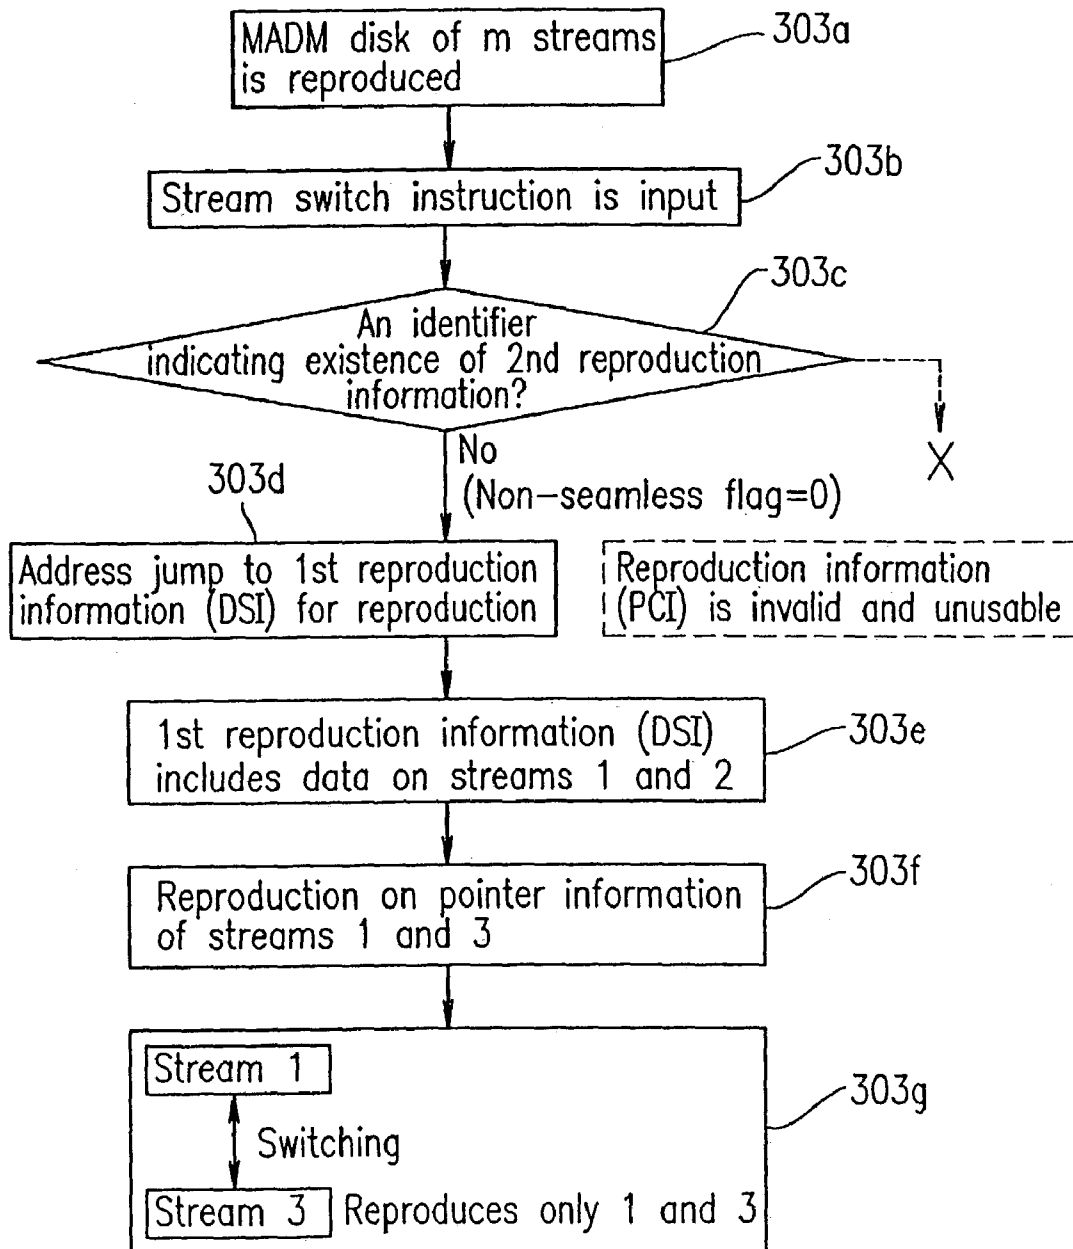 MADM disk of m streams
is reproduced
303a
Stream switch instruction is input
303b
303c
An identifier
indicating existence of 2nd reproduction
information?
No
(Non-seamless flag=0)
X
303d
Address jump to 1st reproduction
information (DSI) for reproduction
Reproduction information
(PCI) is invalid and unusable
1st reproduction information (DSI)
includes data on streams 1 and 2
303e
Reproduction on pointer information
of streams 1 and 3
303f
Stream 1
303g
Switching
Stream 3 Reproduces only 1 and 3